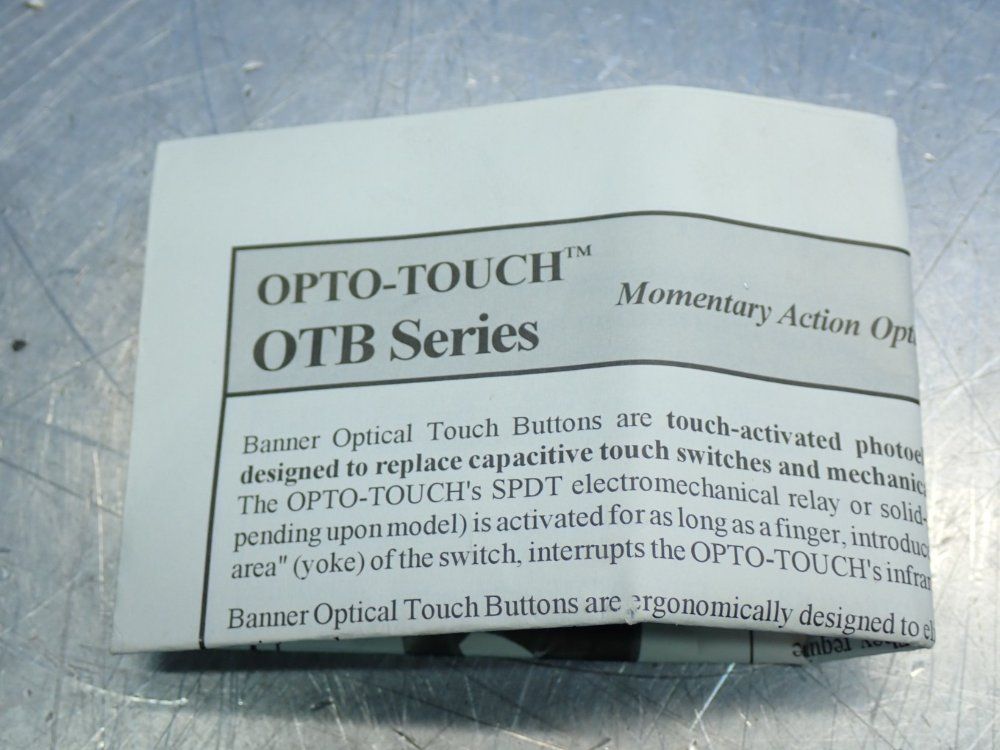 OPTO-TOUCH™
OTB Series
Momentary Action Opt
Banner Optical Touch Buttons are touch-activated photoe
designed to replace capacitive touch switches and mechanic
The OPTO-TOUCH's SPDT electromechanical relay or solid-
pending upon model) is activated for as long as a finger, introduc
area" (yoke) of the switch, interrupts the OPTO-TOUCH's infra
Banner Optical Touch Buttons are ergonomically designed to el